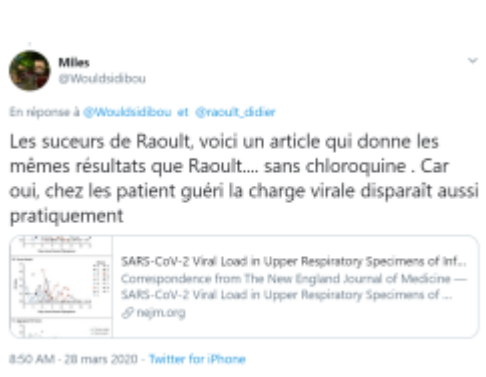 Miles
@Wouldsidibou
En réponse à @Wouldsidibou et @raoult_didier
Les suceurs de Raoult, voici un article qui donne les
mêmes résultats que Raoult.... sans chloroquine . Car
oui, chez les patient guéri la charge virale disparaît aussi
pratiquement
SARS-CoV-2 Viral Load in Upper Respiratory Specimens of Inf...
Correspondence from The New England Journal of Medicine —
SARS-CoV-2 Viral Load in Upper Respiratory Specimens of ...
nejm.org
8:50 AM - 28 mars 2020 - Twitter for iPhone